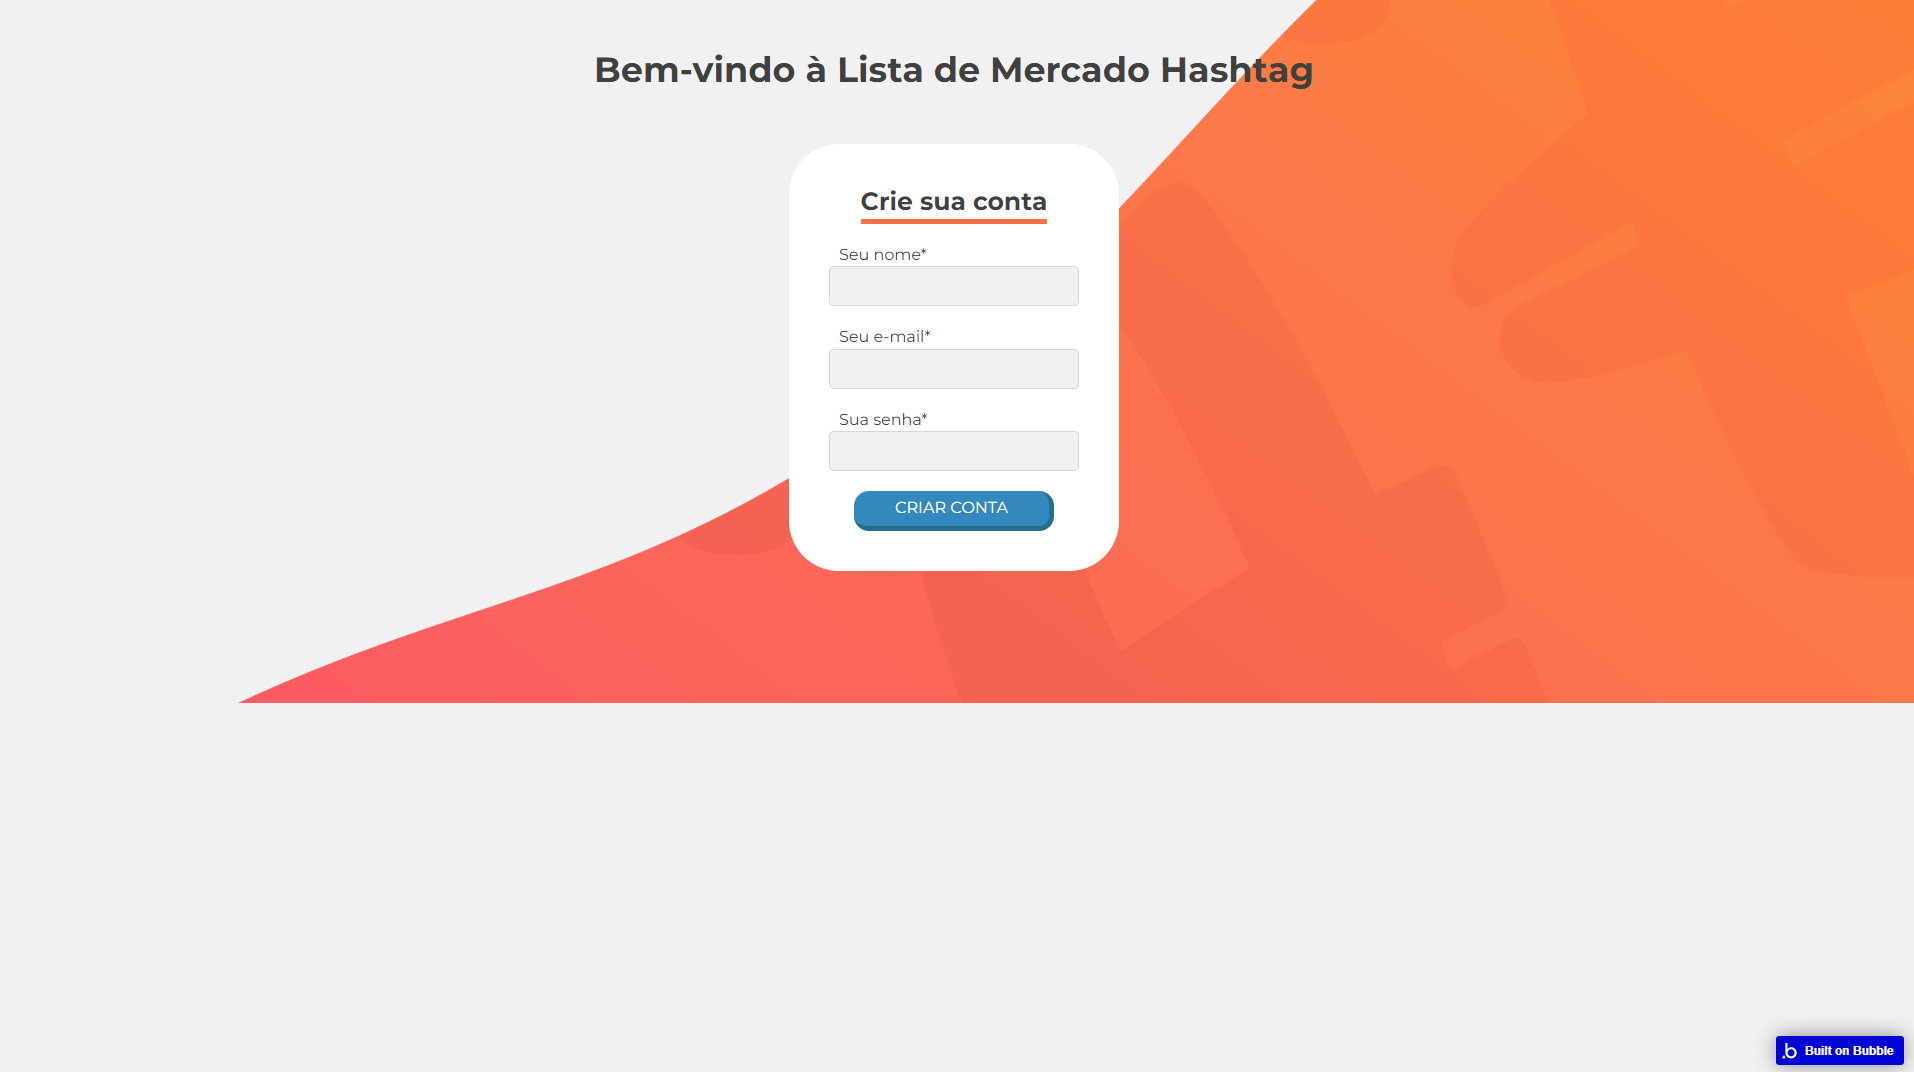 Bem-vindo à Lista de Mercado Hashtag
Crie sua conta
Seu nome*
Seu e-mail*
Sua senha*
CRIAR CONTA
.b Built on Bubble